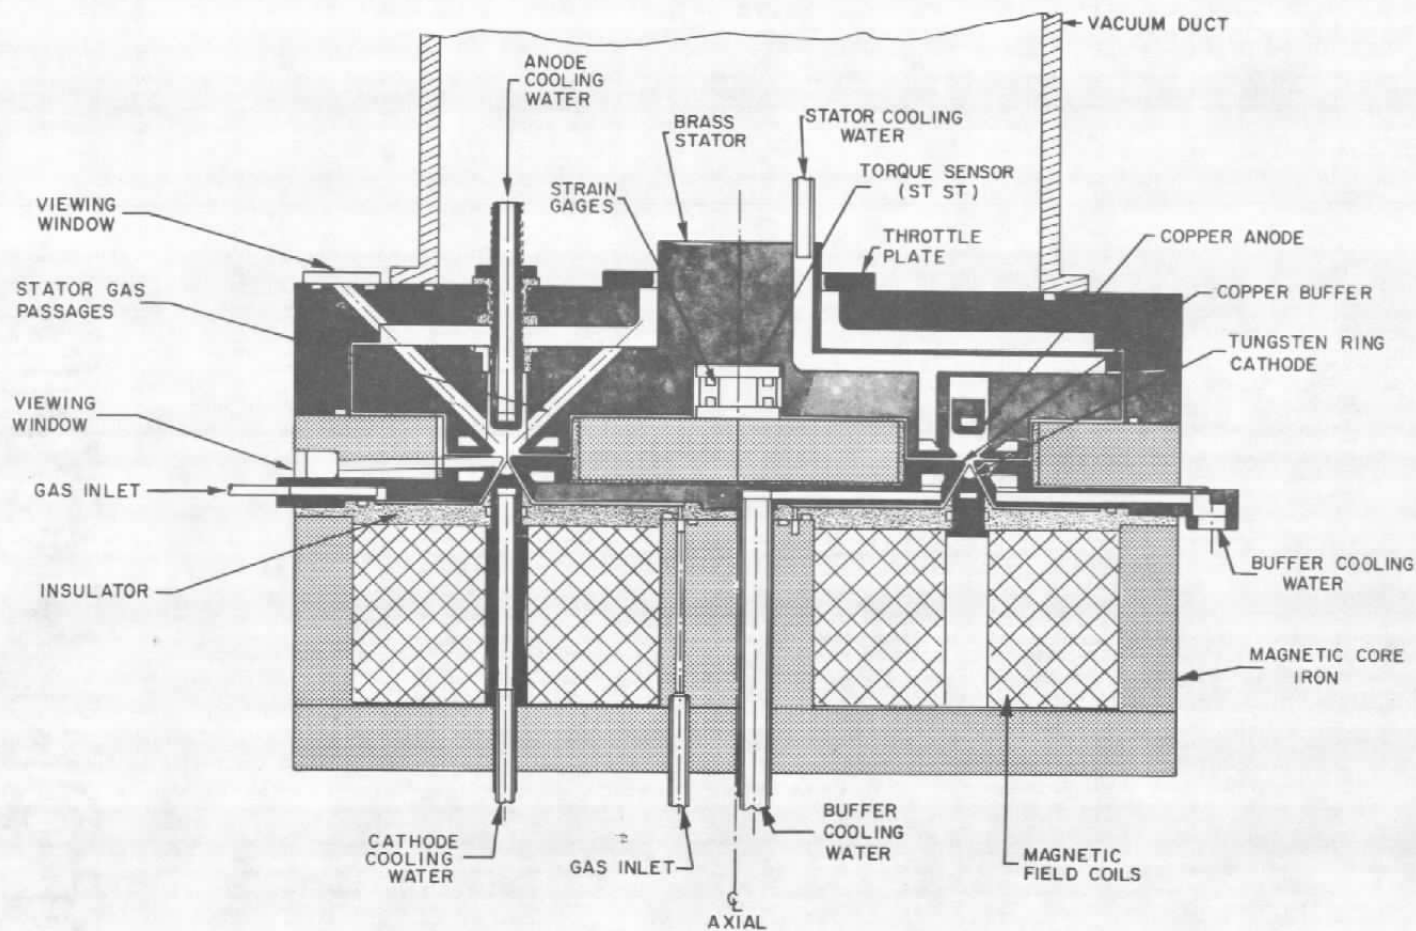 VACUUM DUCT
ANODE
COOLING
WATER
BRASS
STATOR
STATOR COOLING
WATER
TORQUE SENSOR
(ST ST)
STRAIN
GAGES
VIEWING
WINDOW
THROTTLE
PLATE
COPPER ANODE
STATOR GAS
PASSAGES
COPPER BUFFER
TUNGSTEN RING
CATHODE
VIEWING
WINDOW
GAS INLET
INSULATOR
BUFFER COOLING
WATER
MAGNETIC CORE
IRON
CATHODE
COOLING
WATER
GAS INLET
BUFFER
COOLING
WATER
MAGNETIC
FIELD COILS
℄
AXIAL